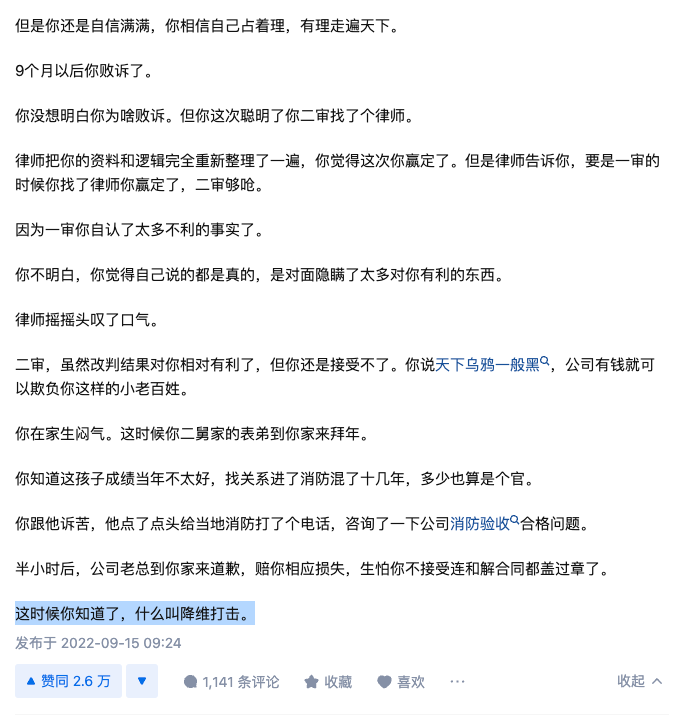 但是你还是自信满满，你相信自己占着理，有理走遍天下。
9个月以后你败诉了。
你没想明白你为啥败诉。但你这次聪明了你二审找了个律师。
律师把你的资料和逻辑完全重新整理了一遍，你觉得这次你赢定了。但是律师告诉你，要是一审的
时候你找了律师你赢定了，二审够呛。
因为一审你自认了太多不利的事实了。
你不明白，你觉得自己说的都是真的，是对面隐瞒了太多对你有利的东西。
律师摇摇头叹了口气。
二审，虽然改判结果对你相对有利了，但你还是接受不了。你说天下乌鸦一般黑，公司有钱就可
以欺负你这样的小老百姓。
你在家生闷气。这时候你二舅家的表弟到你家来拜年。
你知道这孩子成绩当年不太好，找关系进了消防混了十几年，多少也算是个官。
你跟他诉苦，他点了点头给当地消防打了个电话，咨询了一下公司消防验收合格问题。
半小时后，公司老总到你家来道歉，赔你相应损失，生怕你不接受连和解合同都盖过章了。
这时候你知道了，什么叫降维打击。
发布于 2022-09-15 09:24
赞同 2.6 万 1,141 条评论 收藏 喜欢 ··· 收起